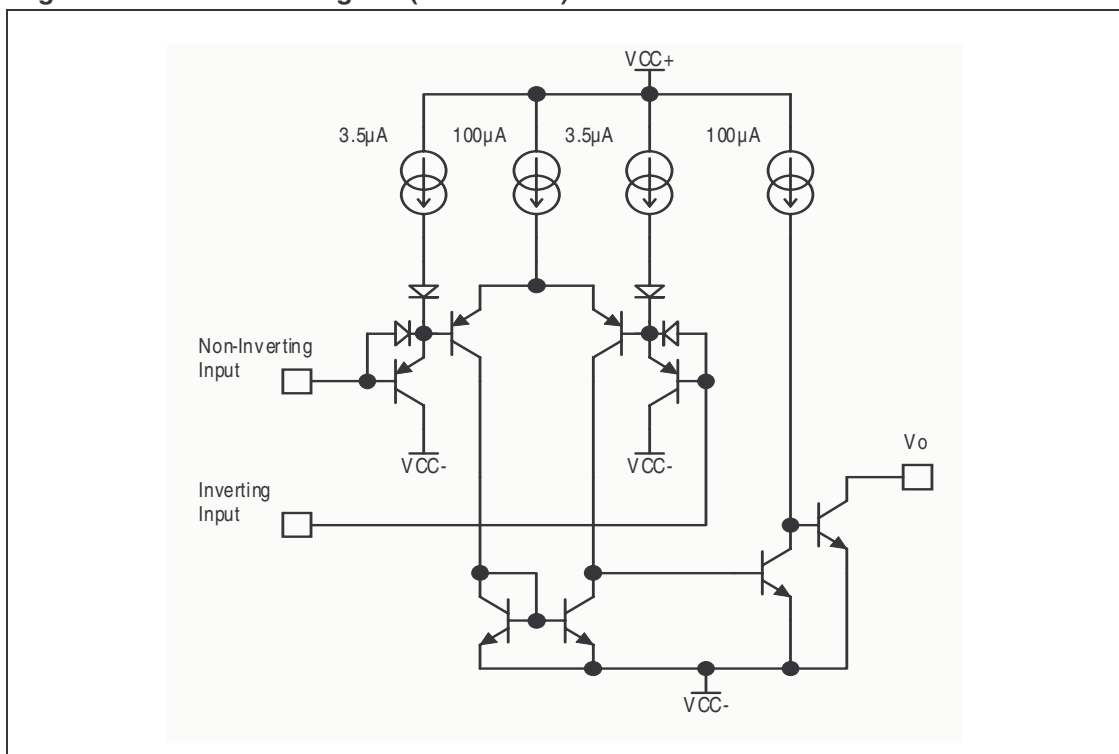 VCC+
3.5µA 100µA 3.5µA 100µA
Non-Inverting
Input
VCC- VCC-
Vo
Inverting
Input
VCC-